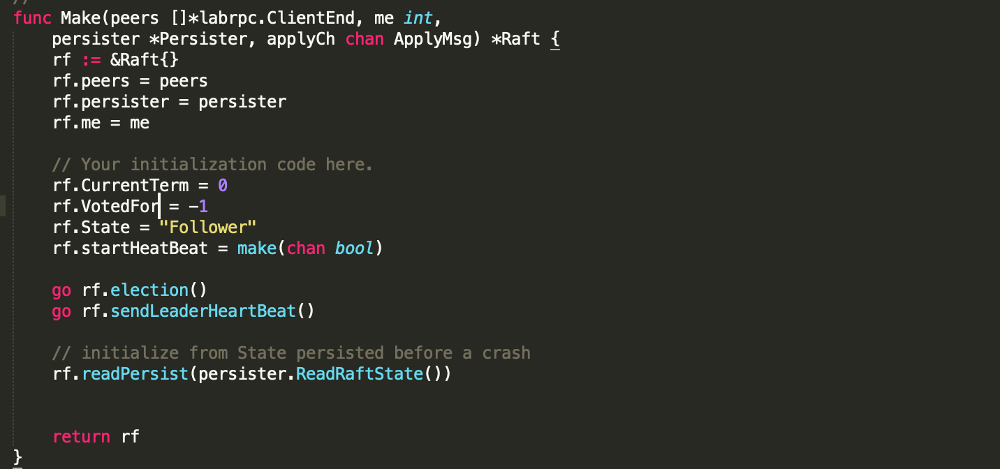 //
func Make(peers []*labrpc.ClientEnd, me int,
    persister *Persister, applyCh chan ApplyMsg) *Raft {
    rf := &Raft{}
    rf.peers = peers
    rf.persister = persister
    rf.me = me

    // Your initialization code here.
    rf.CurrentTerm = 0
    rf.VotedFor = -1
    rf.State = "Follower"
    rf.startHeatBeat = make(chan bool)

    go rf.election()
    go rf.sendLeaderHeartBeat()

    // initialize from State persisted before a crash
    rf.readPersist(persister.ReadRaftState())


    return rf
}